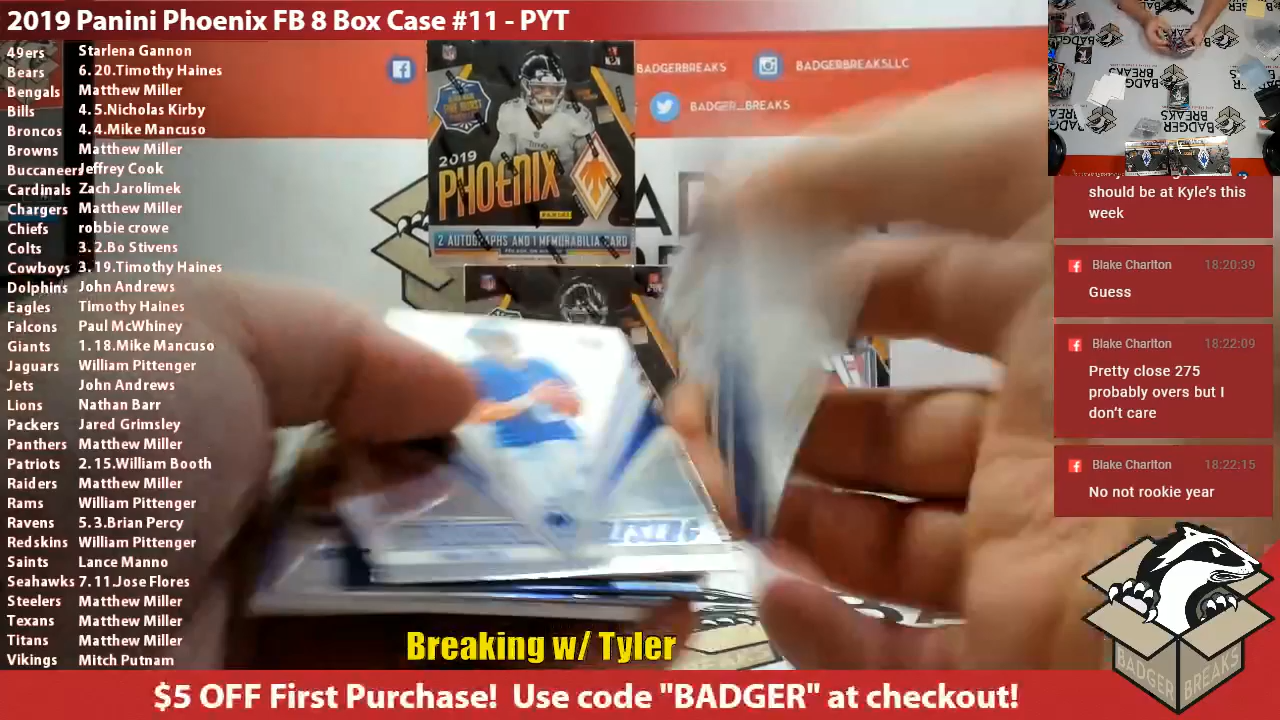 2019 Panini Phoenix FB 8 Box Case #11 - PYT
49ers Starlena Gannon
Bears 6. 20.Timothy Haines
Bengals Matthew Miller
Bills 4. 5.Nicholas Kirby
Broncos 4. 4.Mike Mancuso
Browns Matthew Miller
Buccaneers Jeffrey Cook
Cardinals Zach Jarolimek
Chargers Matthew Miller
Chiefs robbie crowe
Colts 3. 2.Bo Stivens
Cowboys 3. 19.Timothy Haines
Dolphins John Andrews
Eagles Timothy Haines
Falcons Paul McWhiney
Giants 1. 18.Mike Mancuso
Jaguars William Pittenger
Jets John Andrews
Lions Nathan Barr
Packers Jared Grimsley
Panthers Matthew Miller
Patriots 2. 15.William Booth
Raiders Matthew Miller
Rams William Pittenger
Ravens 5. 3.Brian Percy
Redskins William Pittenger
Saints Lance Manno
Seahawks 7. 11.Jose Flores
Steelers Matthew Miller
Texans Matthew Miller
Titans Matthew Miller
Vikings Mitch Putnam
BADGERBREAKS
BADGERBREAKSLLC
BADGER_BREAKS
2019
PHOENIX
PANINI
2 AUTOGRAPHS AND 1 MEMORABILIA CARD
BADGER
BREAKS
should be at Kyle's this
week
Blake Charlton 18:20:39
Guess
Blake Charlton 18:22:09
Pretty close 275
probably overs but I
don't care
Blake Charlton 18:22:15
No not rookie year
BADGER BREAKS
Breaking w/ Tyler
$5 OFF First Purchase! Use code "BADGER" at checkout!